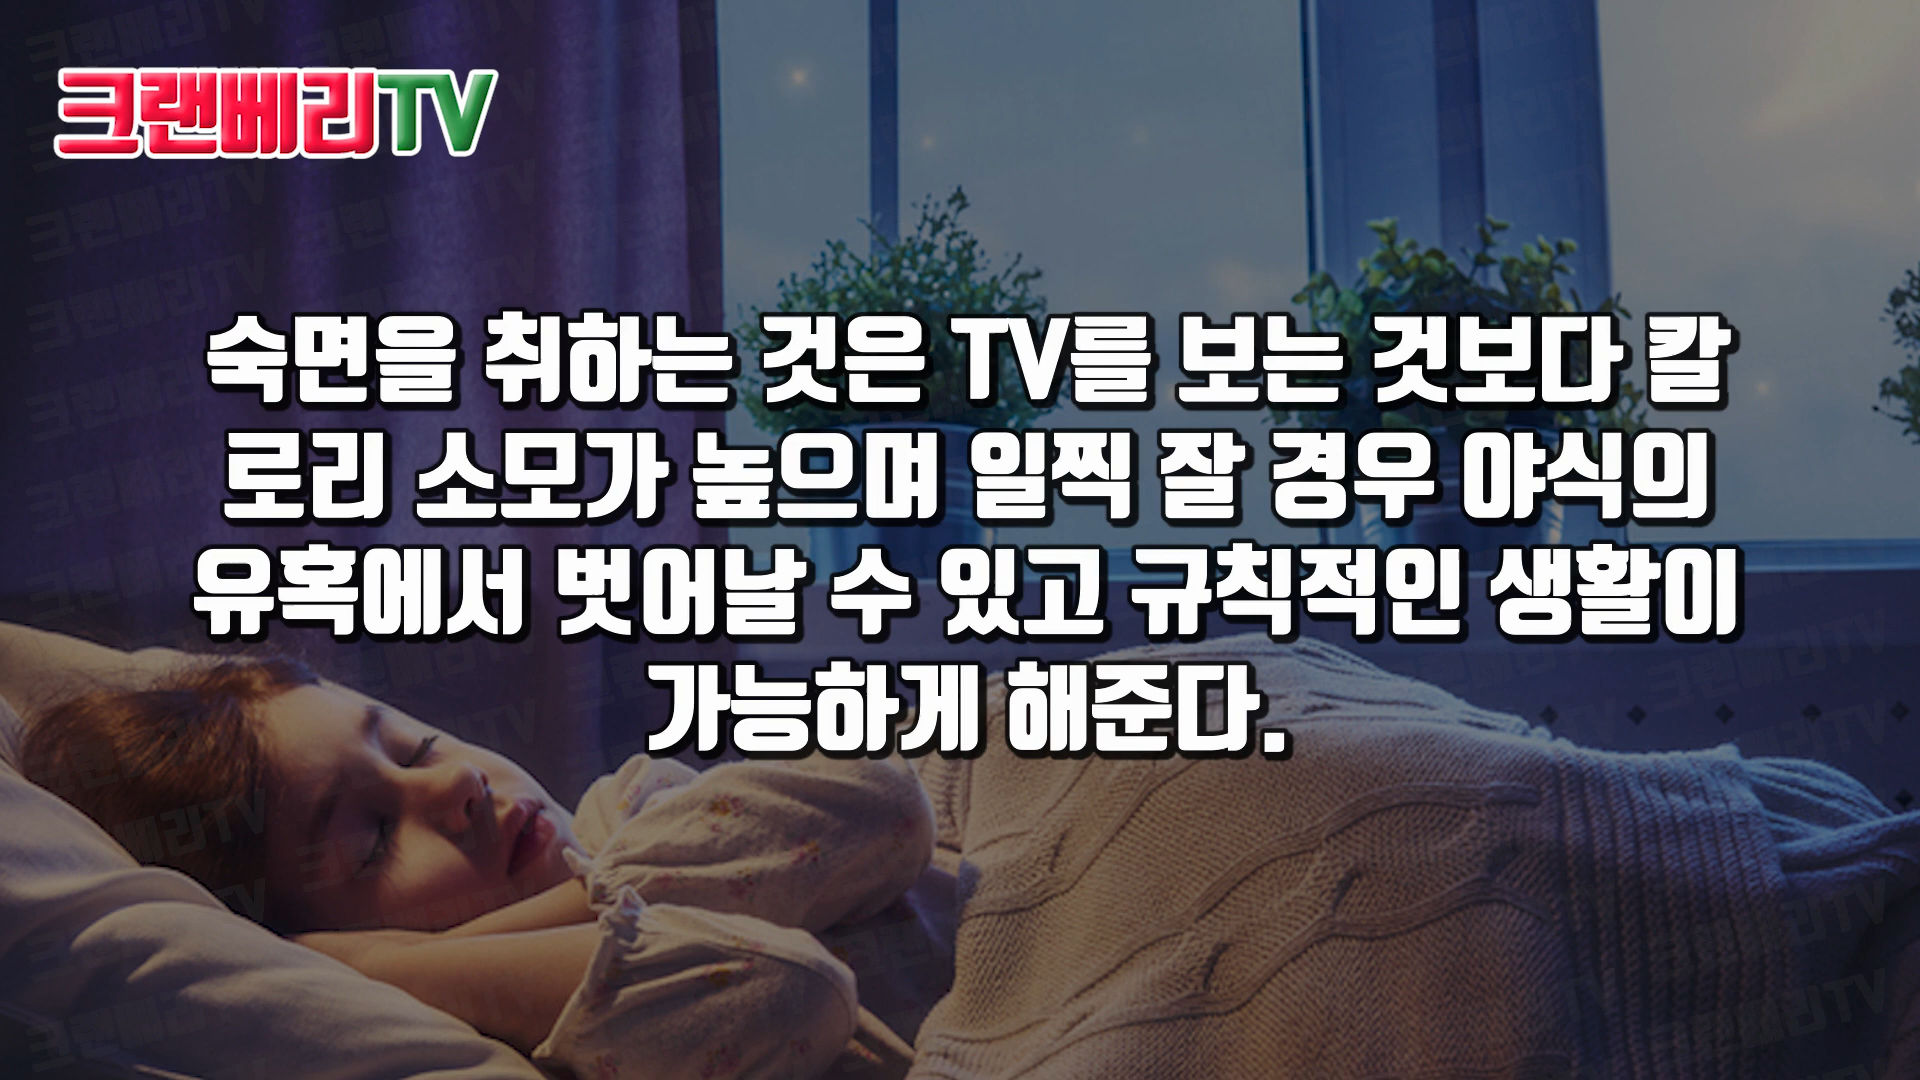 크랜베리TV
숙면을 취하는 것은 TV를 보는 것보다 칼
로리 소모가 높으며 일찍 잘 경우 야식의
유혹에서 벗어날 수 있고 규칙적인 생활이
가능하게 해준다.